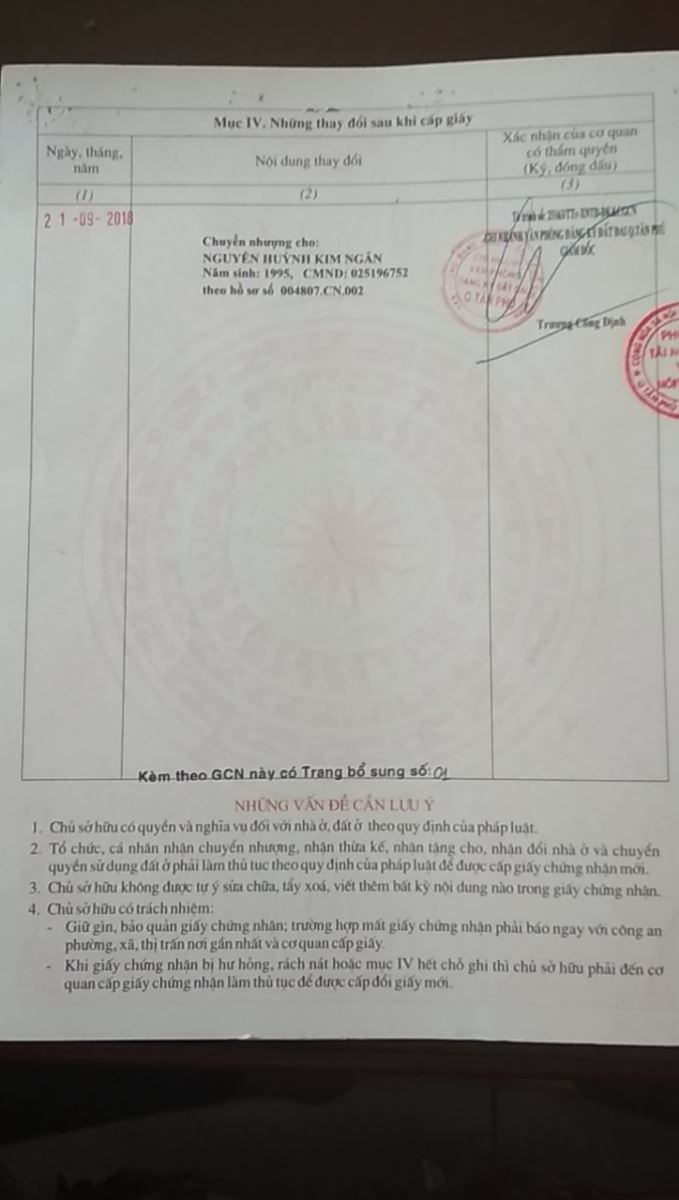 Mục IV. Những thay đổi sau khi cấp giấy
Ngày, tháng, năm
Nội dung thay đổi
Xác nhận của cơ quan có thẩm quyền (Ký, đóng dấu)
(1)
(2)
(3)
21-09-2018
Chuyển nhượng cho:
NGUYỄN HUỲNH KIM NGÂN
Năm sinh: 1995, CMND: 025196752
theo hồ sơ số 004807.CN.002
CHI NHÁNH VĂN PHÒNG ĐĂNG KÝ ĐẤT ĐAI Q.TÂN PHÚ
GIÁM ĐỐC
Q TÂN PHÚ
Trương Công Định
Kèm theo GCN này có Trang bổ sung số: 01
NHỮNG VẤN ĐỀ CẦN LƯU Ý
1. Chủ sở hữu có quyền và nghĩa vụ đối với nhà ở, đất ở theo quy định của pháp luật.
2. Tổ chức, cá nhân nhận chuyển nhượng, nhận thừa kế, nhận tặng cho, nhận đổi nhà ở và chuyển
quyền sử dụng đất ở phải làm thủ tục theo quy định của pháp luật để được cấp giấy chứng nhận mới.
3. Chủ sở hữu không được tự ý sửa chữa, tẩy xoá, viết thêm bất kỳ nội dung nào trong giấy chứng nhận.
4. Chủ sở hữu có trách nhiệm:
- Giữ gìn, bảo quản giấy chứng nhận; trường hợp mất giấy chứng nhận phải báo ngay với công an
phường, xã, thị trấn nơi gần nhất và cơ quan cấp giấy.
- Khi giấy chứng nhận bị hư hỏng, rách nát hoặc mục IV hết chỗ ghi thì chủ sở hữu phải đến cơ
quan cấp giấy chứng nhận làm thủ tục để được cấp đổi giấy mới.